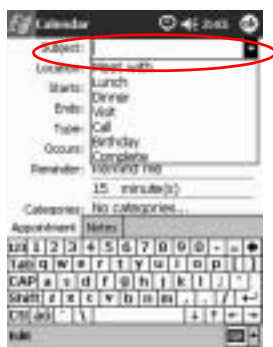 Calendar
Subject:
Location: Meet with
Lunch
Starts: Dinner
Ends: Visit
Type: Call
Occurs: Birthday
Complete
Reminder: Remind me
15 minute(s)
Categories: No categories...
Appointment Notes
123 1 2 3 4 5 6 7 8 9 0 - =
Tab q w e r t y u i o p [ ]
CAP a s d f g h j k l ; '
Shift z x c v b n m , . /
Ctl áü ` \
Edit